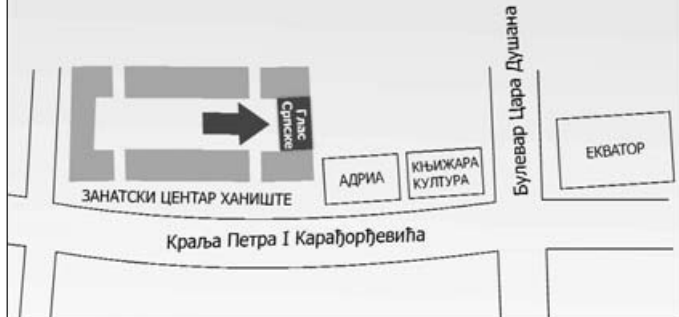 Глас
Српске
Булевар Цара Душана
ЕКВАТОР
АДРИА
КЊИЖАРА
КУЛТУРА
ЗАНАТСКИ ЦЕНТАР ХАНИШТЕ
Краља Петра I Карађорђевића